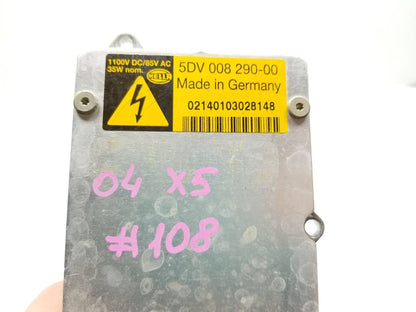 1100V DC/85V AC
35W nom.
HELLA
5DV 008 290-00
Made in Germany
02140103028148
04 X5
#108